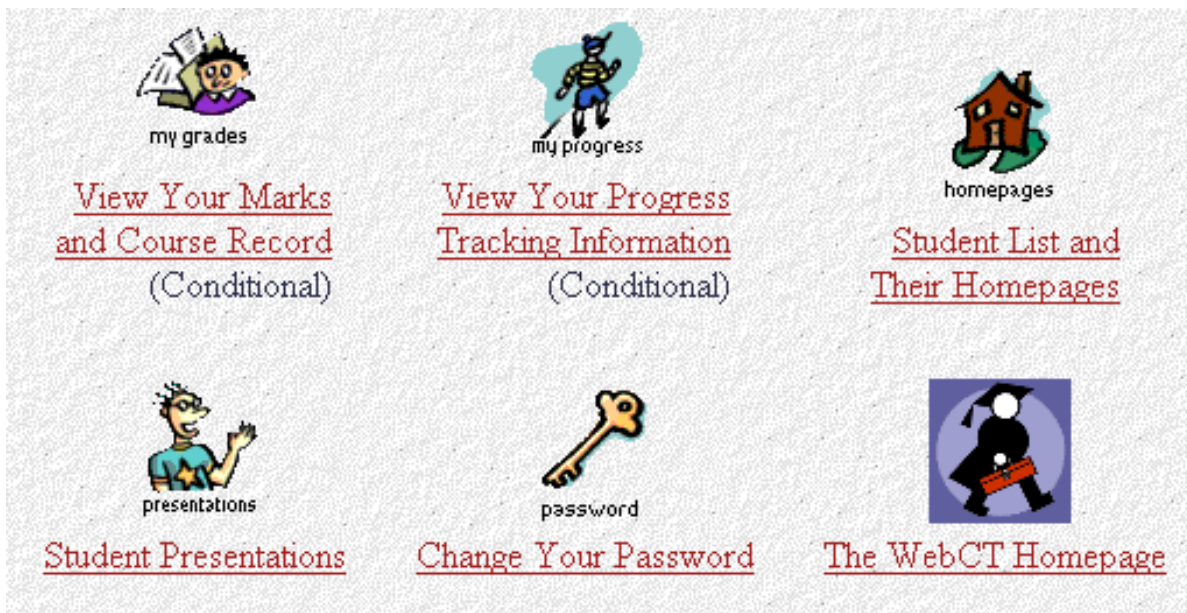 my grades
View Your Marks
and Course Record
(Conditional)
my progress
View Your Progress
Tracking Information
(Conditional)
homepages
Student List and
Their Homepages
presentations
Student Presentations
password
Change Your Password
The WebCT Homepage